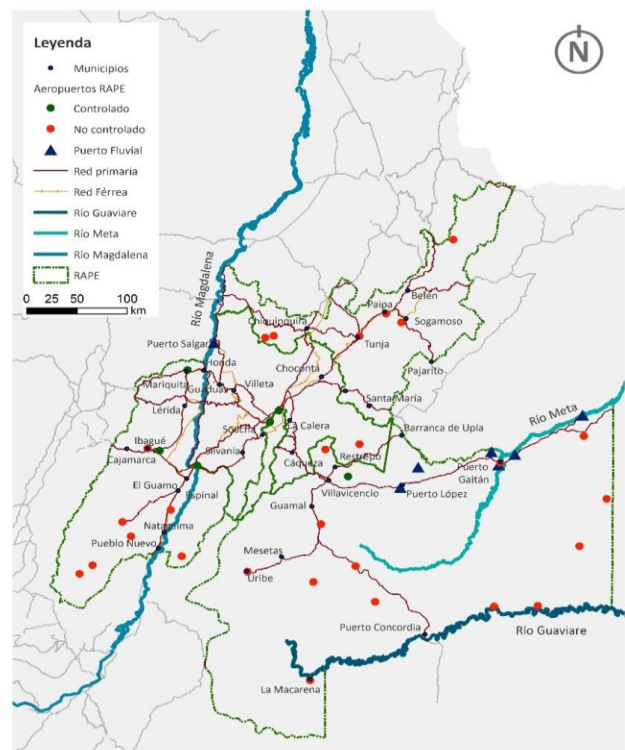 Leyenda
Municipios
Aeropuertos RAPE
Controlado
No controlado
Puerto Fluvial
Red primaria
Red Férrea
Río Guaviare
Río Meta
Río Magdalena
RAPE
0 25 50 100
km
N
Río Magdalena
Belén
Paipa
Chiquinquira
Sogamoso
Puerto Salgar
Tunja
Honda
Choconta
Pajarito
Mariquita
Guaduas
Villeta
Santa María
Lérida
Río Meta
Soacha
La Calera
Barranca de Upía
Ibagué
Silvania
Restrepo
Cajamarca
Cáqueza
Puerto
Gaitán
El Guamo
Villavicencio
Puerto López
Espinal
Guamal
Natagaima
Pueblo Nuevo
Mesetas
Uribe
Puerto Concordia
Río Guaviare
La Macarena